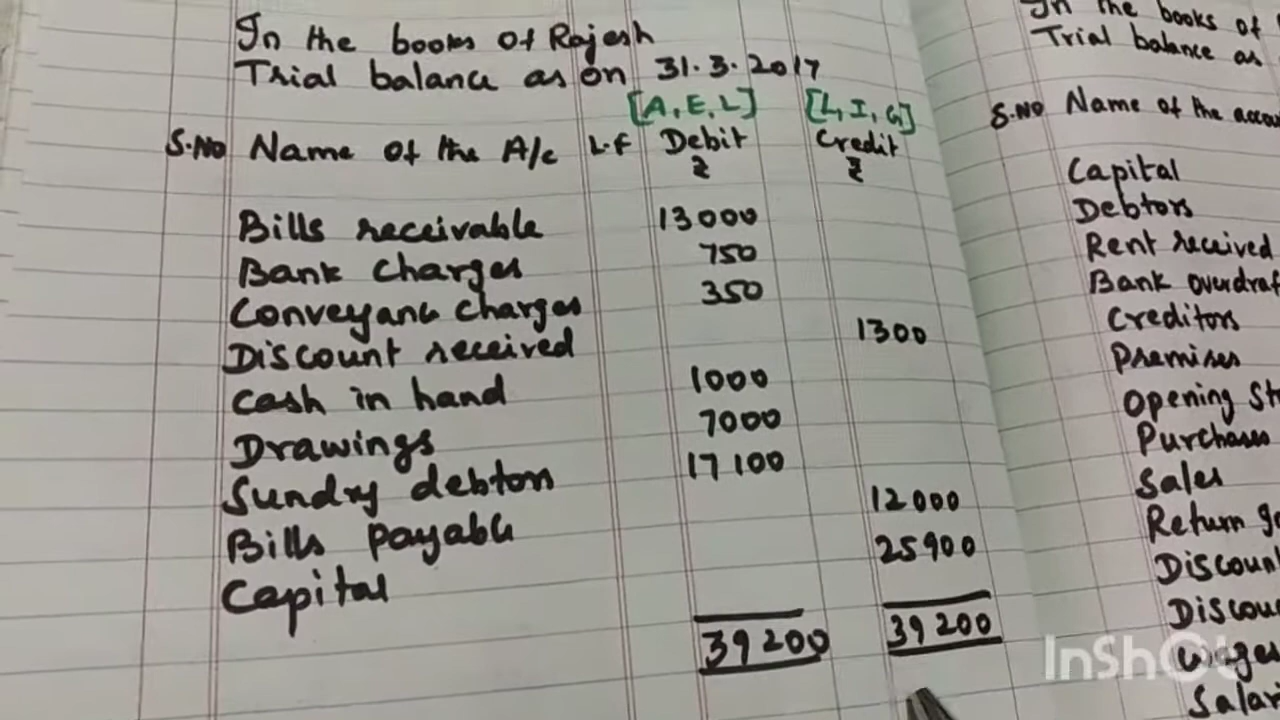 In the books of Rajesh
Trial balance as on 31.3.2017
[A, E, L] [L, I, G]
S.No Name of the A/c L.F Debit Credit
₹ ₹
Bills receivable 13000
Bank charges 750
Conveyance charges 350
Discount received 1300
Cash in hand 1000
Drawings 7000
Sundry debtors 17100
Bills payable 12000
Capital 25900
39200 39200
In the books of
Trial balance as
S.No Name of the accou
Capital
Debtors
Rent received
Bank overdraf
Creditors
Premises
Opening St
Purchases
Sales
Return
Discount
Discou
Wages
Salar
InShOt